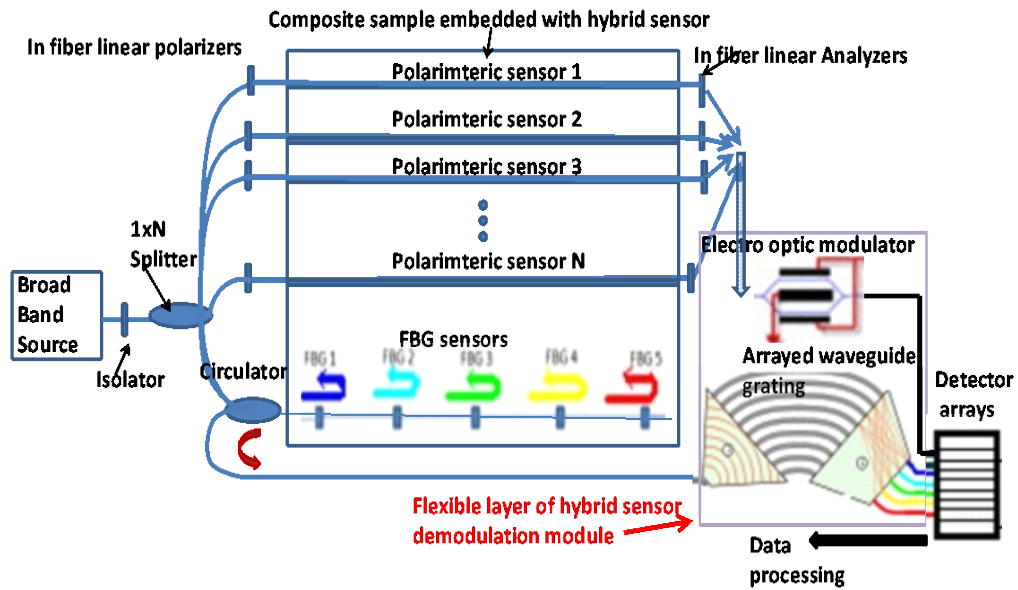 Composite sample embedded with hybrid sensor
In fiber linear polarizers
In fiber linear Analyzers
Polarimteric sensor 1
Polarimteric sensor 2
Polarimteric sensor 3
1xN
Splitter
Electro optic modulator
Polarimteric sensor N
Broad
Band
Source
FBG sensors
Isolator
Circulator
FBG 1
FBG 2
FBG 3
FBG 4
FBG 5
Arrayed waveguide
grating
Detector
arrays
Flexible layer of hybrid sensor
demodulation module
Data
processing